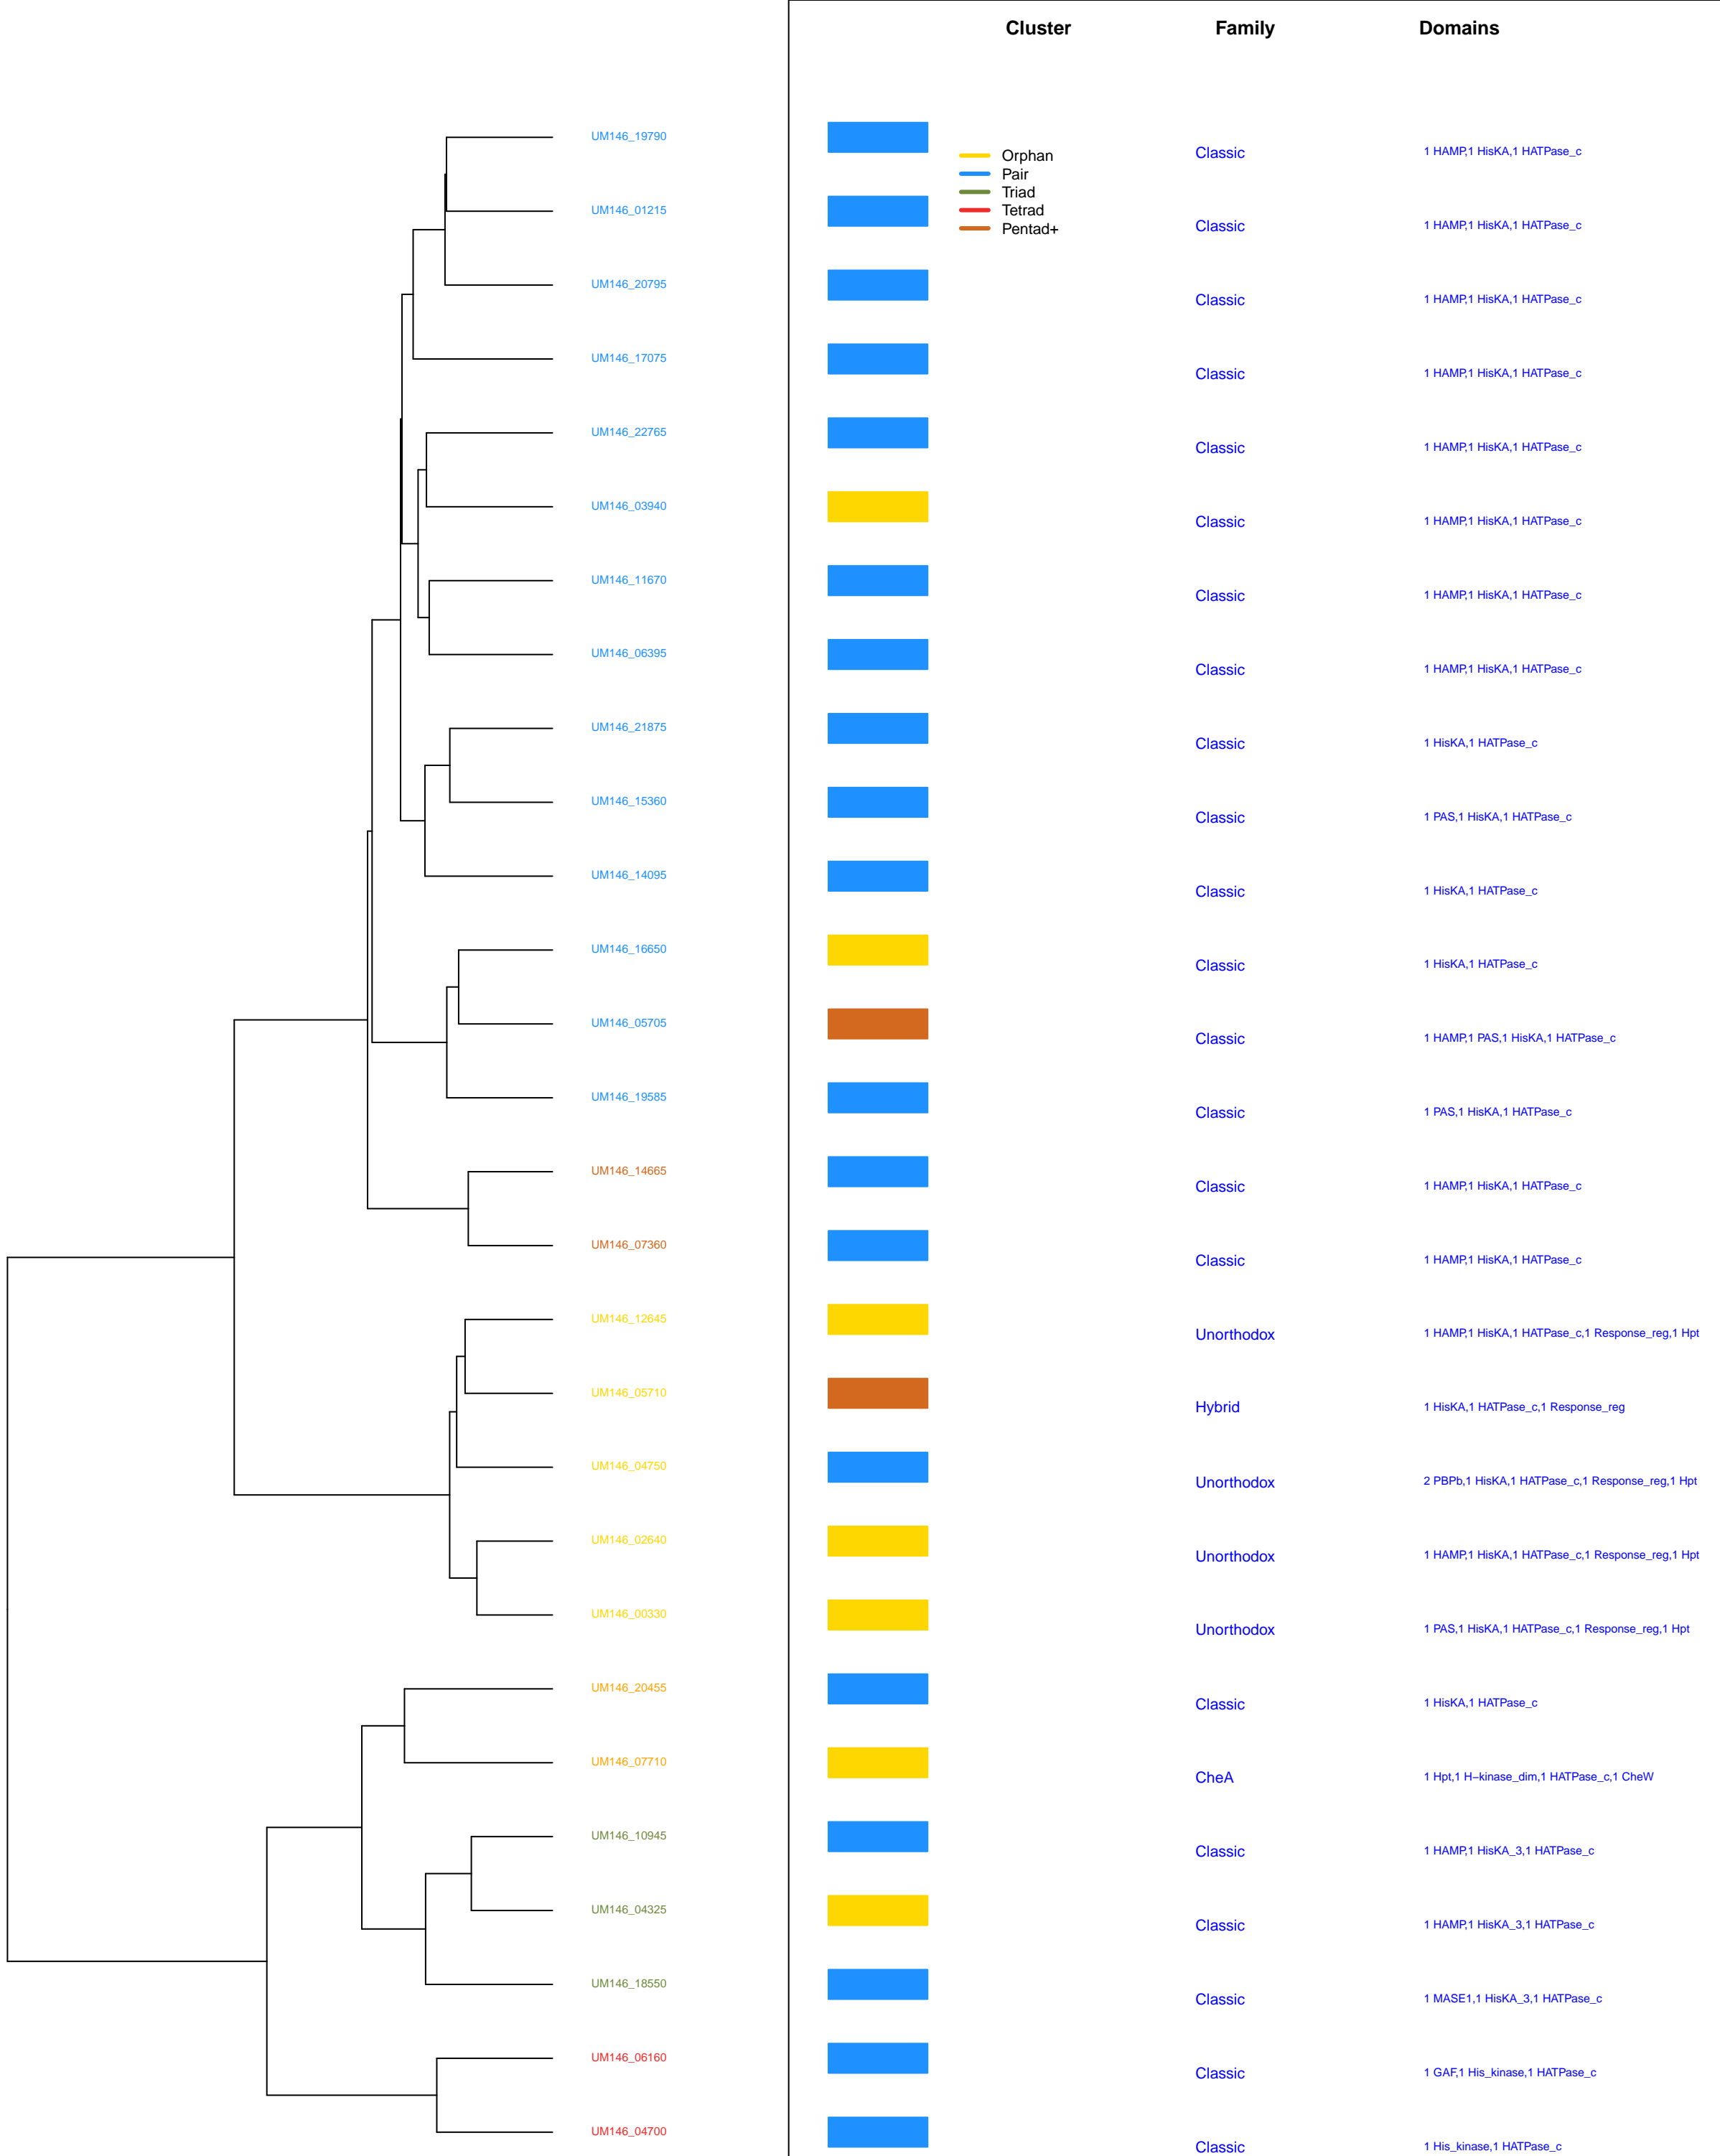 Cluster Family Domains
UM146_19790 Classic 1 HAMP,1 HisKA,1 HATPase_c
Orphan
Pair
Triad
Tetrad
Pentad+
UM146_01215 Classic 1 HAMP,1 HisKA,1 HATPase_c
UM146_20795 Classic 1 HAMP,1 HisKA,1 HATPase_c
UM146_17075 Classic 1 HAMP,1 HisKA,1 HATPase_c
UM146_22765 Classic 1 HAMP,1 HisKA,1 HATPase_c
UM146_03940 Classic 1 HAMP,1 HisKA,1 HATPase_c
UM146_11670 Classic 1 HAMP,1 HisKA,1 HATPase_c
UM146_06395 Classic 1 HAMP,1 HisKA,1 HATPase_c
UM146_21875 Classic 1 HisKA,1 HATPase_c
UM146_15360 Classic 1 PAS,1 HisKA,1 HATPase_c
UM146_14095 Classic 1 HisKA,1 HATPase_c
UM146_16650 Classic 1 HisKA,1 HATPase_c
UM146_05705 Classic 1 HAMP,1 PAS,1 HisKA,1 HATPase_c
UM146_19585 Classic 1 PAS,1 HisKA,1 HATPase_c
UM146_14665 Classic 1 HAMP,1 HisKA,1 HATPase_c
UM146_07360 Classic 1 HAMP,1 HisKA,1 HATPase_c
UM146_12645 Unorthodox 1 HAMP,1 HisKA,1 HATPase_c,1 Response_reg,1 Hpt
UM146_05710 Hybrid 1 HisKA,1 HATPase_c,1 Response_reg
UM146_04750 Unorthodox 2 PBPb,1 HisKA,1 HATPase_c,1 Response_reg,1 Hpt
UM146_02640 Unorthodox 1 HAMP,1 HisKA,1 HATPase_c,1 Response_reg,1 Hpt
UM146_00330 Unorthodox 1 PAS,1 HisKA,1 HATPase_c,1 Response_reg,1 Hpt
UM146_20455 Classic 1 HisKA,1 HATPase_c
UM146_07710 CheA 1 Hpt,1 H−kinase_dim,1 HATPase_c,1 CheW
UM146_10945 Classic 1 HAMP,1 HisKA_3,1 HATPase_c
UM146_04325 Classic 1 HAMP,1 HisKA_3,1 HATPase_c
UM146_18550 Classic 1 MASE1,1 HisKA_3,1 HATPase_c
UM146_06160 Classic 1 GAF,1 His_kinase,1 HATPase_c
UM146_04700 Classic 1 His_kinase,1 HATPase_c